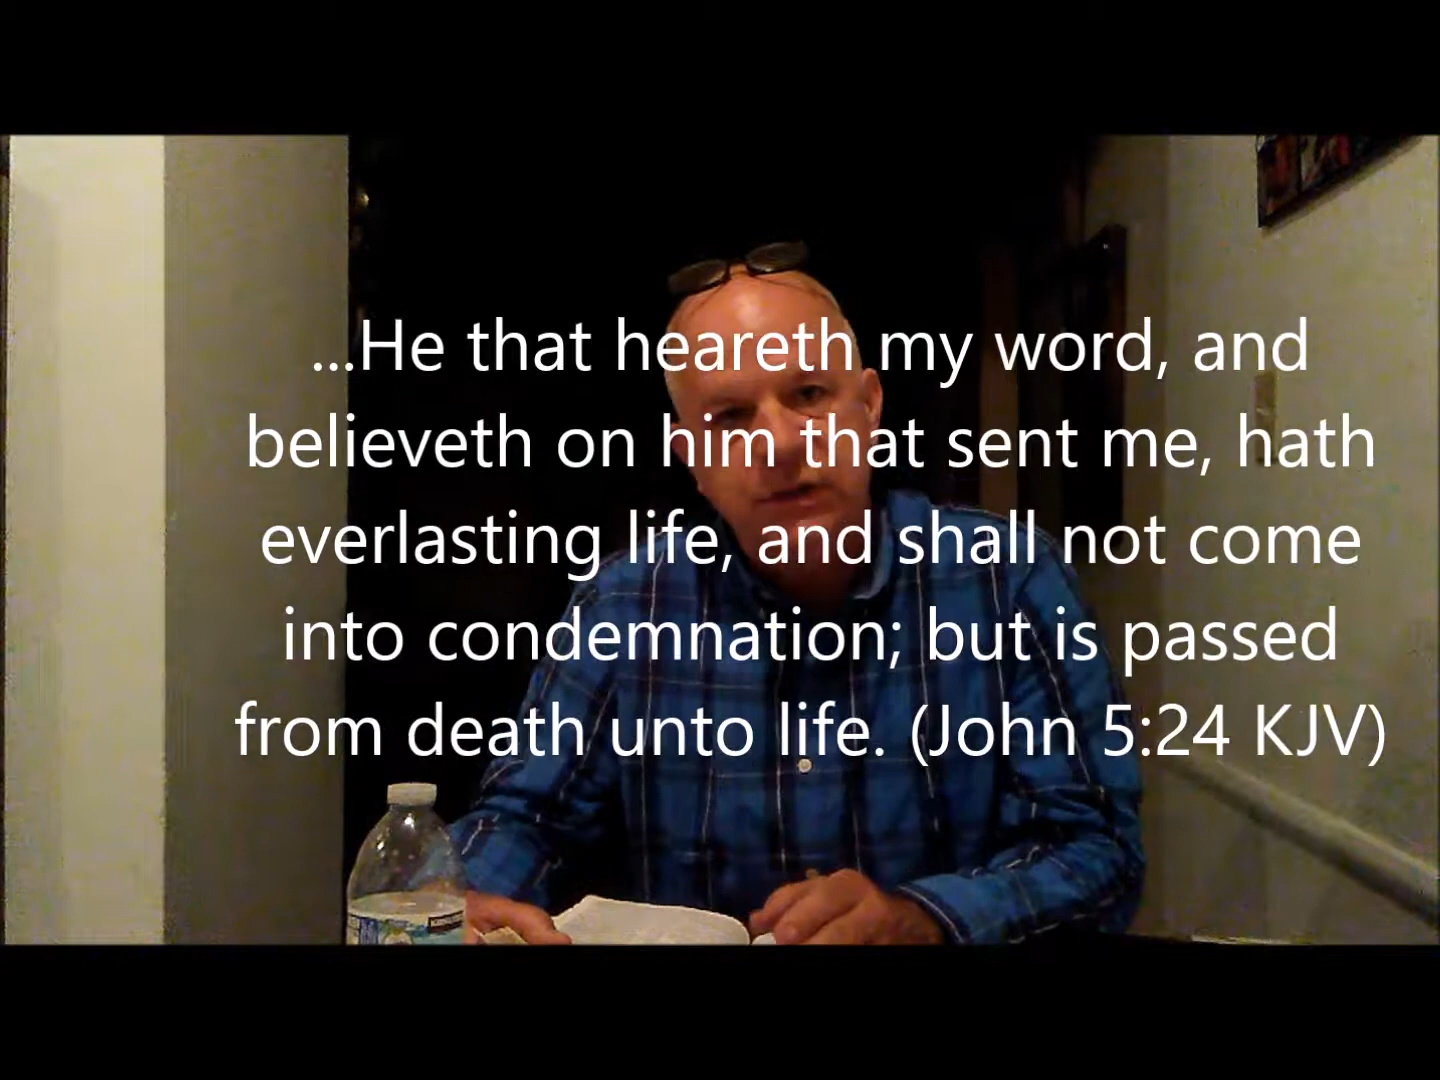 ...He that heareth my word, and
believeth on him that sent me, hath
everlasting life, and shall not come
into condemnation; but is passed
from death unto life. (John 5:24 KJV)